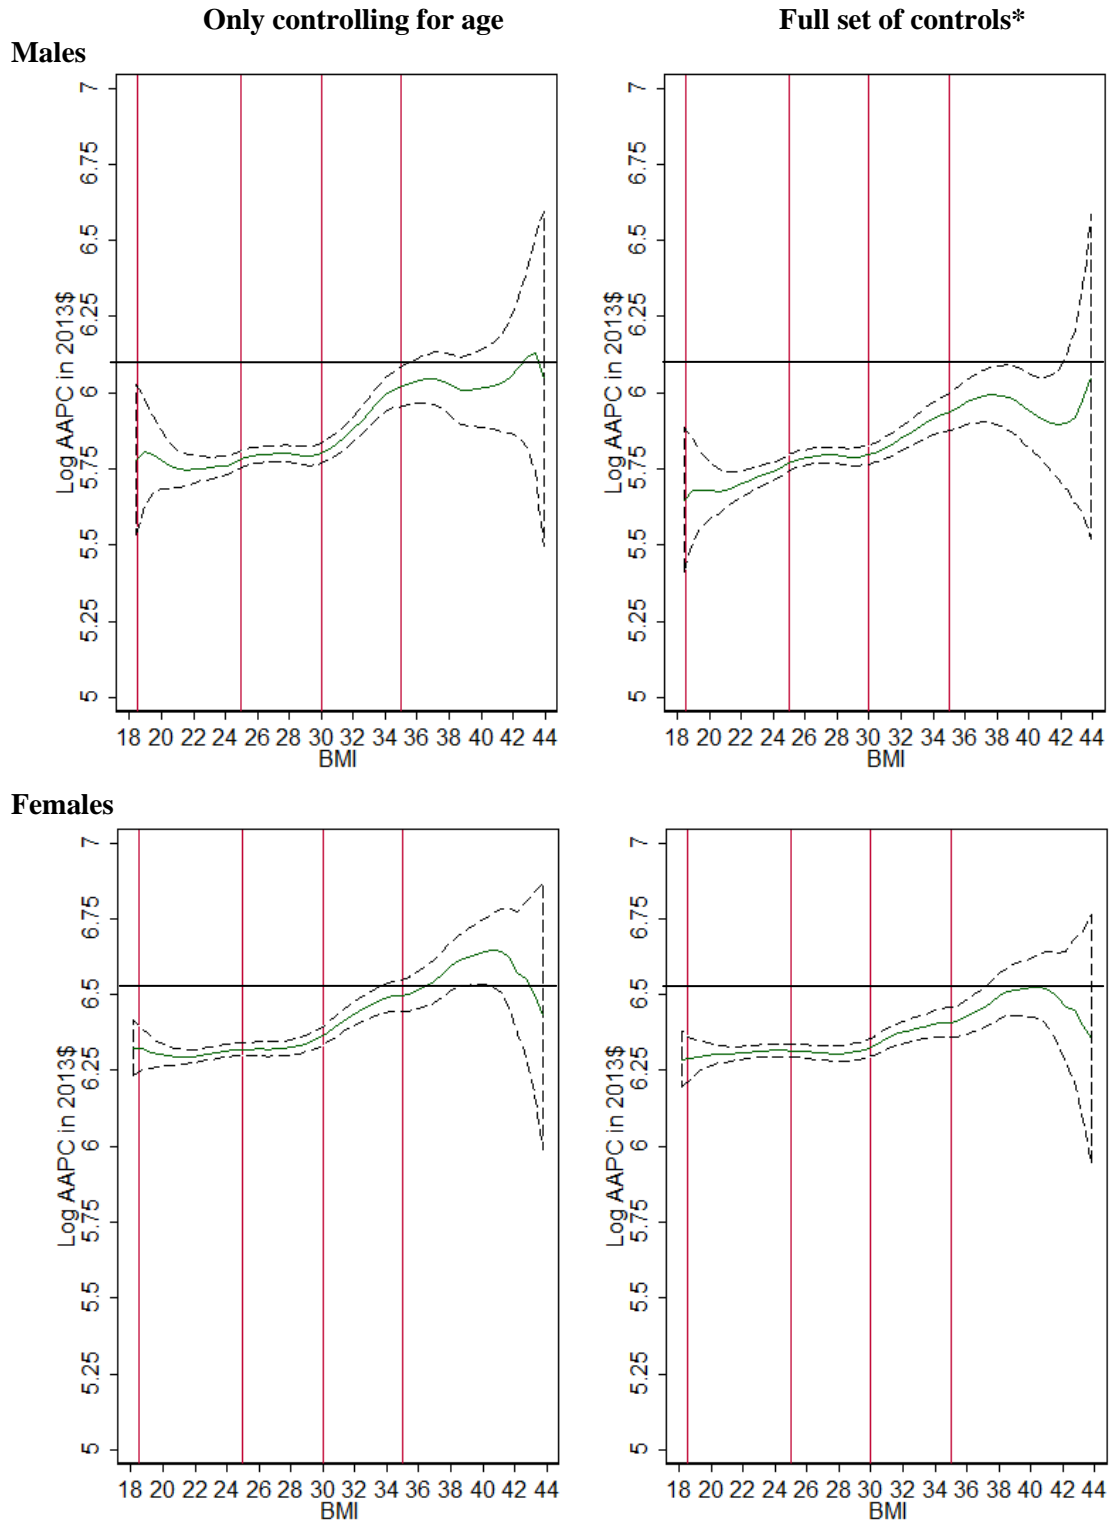 Only controlling for age
Full set of controls*
Males
Log AAPC in 2013$
5 5.25 5.5 5.75 6 6.25 6.5 6.75 7
18 20 22 24 26 28 30 32 34 36 38 40 42 44
BMI
Log AAPC in 2013$
5 5.25 5.5 5.75 6 6.25 6.5 6.75 7
18 20 22 24 26 28 30 32 34 36 38 40 42 44
BMI
Females
Log AAPC in 2013$
5 5.25 5.5 5.75 6 6.25 6.5 6.75 7
18 20 22 24 26 28 30 32 34 36 38 40 42 44
BMI
Log AAPC in 2013$
5 5.25 5.5 5.75 6 6.25 6.5 6.75 7
18 20 22 24 26 28 30 32 34 36 38 40 42 44
BMI